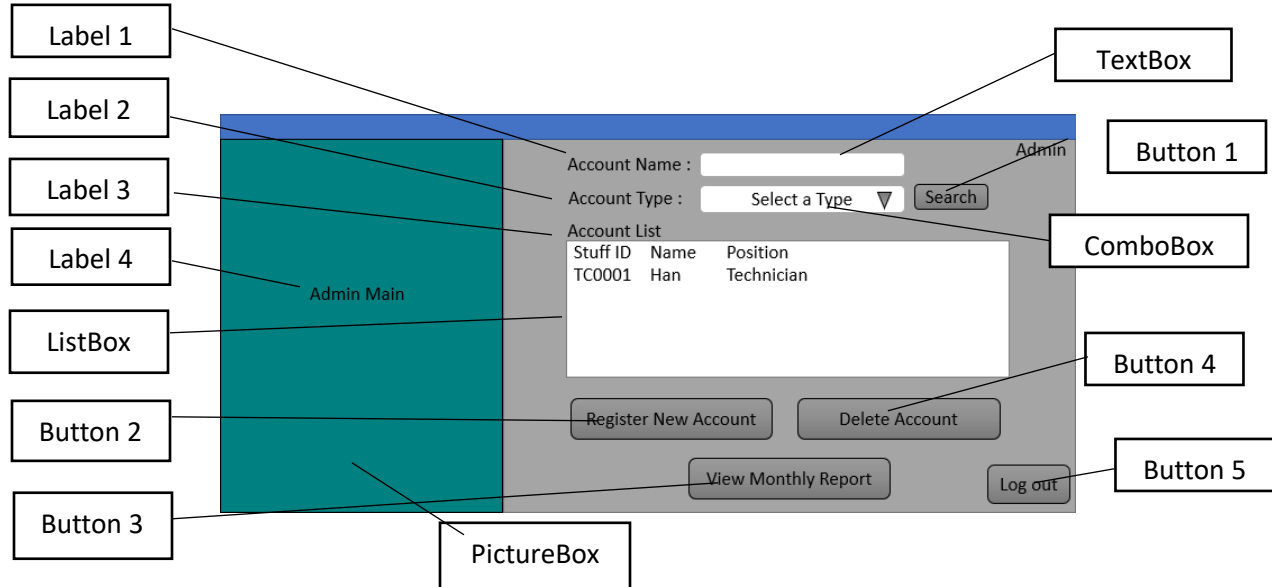 Label 1
TextBox
Label 2
Button 1
Label 3
Label 4
ListBox
Button 2
Button 3
PictureBox
ComboBox
Button 4
Button 5
Admin
Account Name :
Account Type :
Select a Type
Search
Account List
Stuff ID Name Position
TC0001 Han Technician
Admin Main
Register New Account
Delete Account
View Monthly Report
Log out